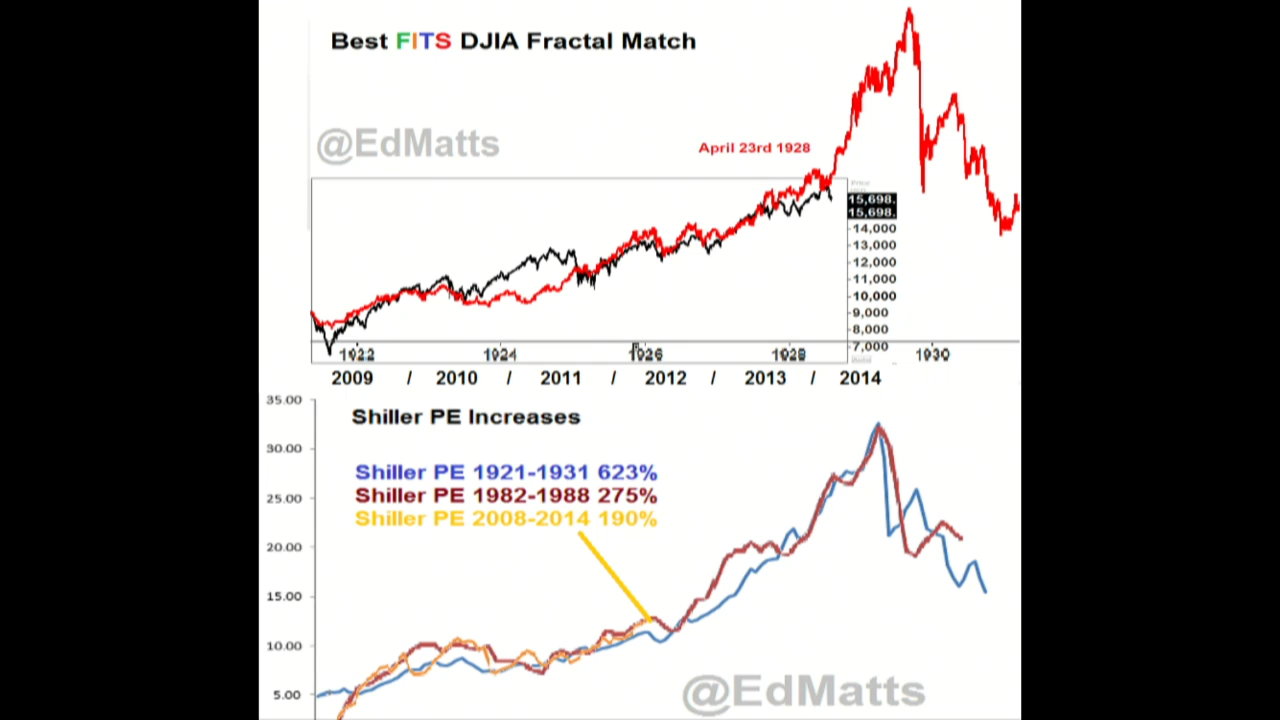 Best FITS DJIA Fractal Match
@EdMatts
April 23rd 1928
15,698.
15,698.
14,000
13,000
12,000
11,000
10,000
9,000
8,000
7,000
1922 1924 1926 1928 1930
2009 / 2010 / 2011 / 2012 / 2013 / 2014
35.00
Shiller PE Increases
30.00
Shiller PE 1921-1931 623%
Shiller PE 1982-1988 275%
25.00
Shiller PE 2008-2014 190%
20.00
15.00
10.00
@EdMatts
5.00